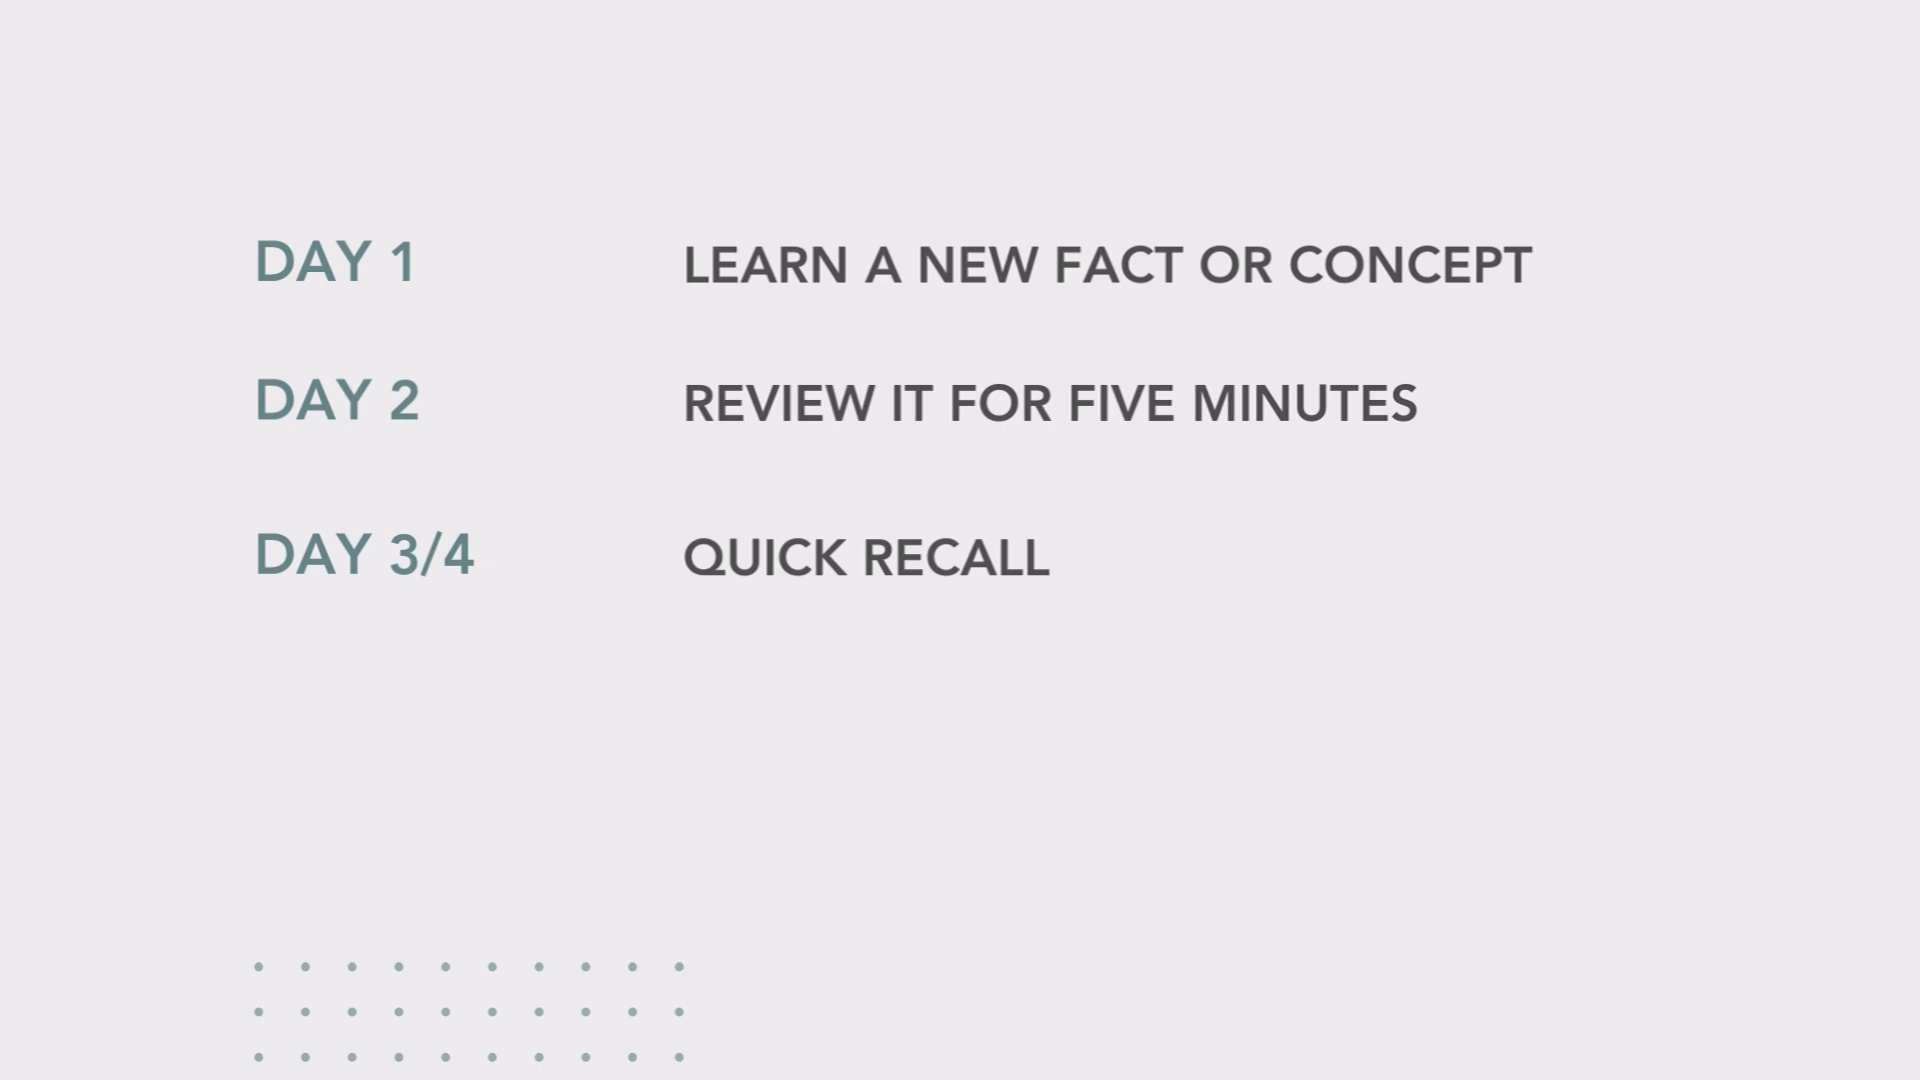 DAY 1 LEARN A NEW FACT OR CONCEPT
DAY 2 REVIEW IT FOR FIVE MINUTES
DAY 3/4 QUICK RECALL